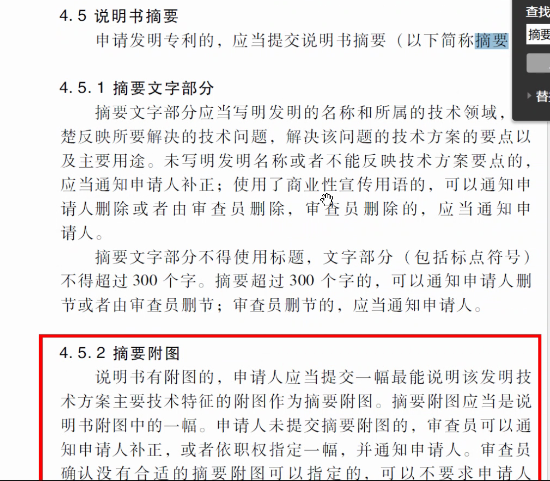 查找
4.5 说明书摘要
摘要
申请发明专利的，应当提交说明书摘要（以下简称摘要
替
4.5.1 摘要文字部分
摘要文字部分应当写明发明的名称和所属的技术领域，
楚反映所要解决的技术问题，解决该问题的技术方案的要点以
及主要用途。未写明发明名称或者不能反映技术方案要点的，
应当通知申请人补正；使用了商业性宣传用语的，可以通知申
请人删除或者由审查员删除，审查员删除的，应当通知申
请人。
摘要文字部分不得使用标题，文字部分（包括标点符号）
不得超过 300 个字。摘要超过 300 个字的，可以通知申请人删
节或者由审查员删节；审查员删节的，应当通知申请人。
4.5.2 摘要附图
说明书有附图的，申请人应当提交一幅最能说明该发明技
术方案主要技术特征的附图作为摘要附图。摘要附图应当是说
明书附图中的一幅。申请人未提交摘要附图的，审查员可以通
知申请人补正，或者依职权指定一幅，并通知申请人。审查员
确认没有合适的摘要附图可以指定的，可以不要求申请人